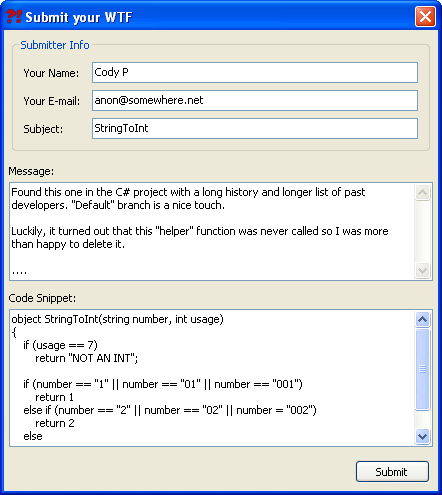 ?! Submit your WTF
Submitter Info
Your Name: Cody P
Your E-mail: anon@somewhere.net
Subject: StringToInt
Message:
Found this one in the C# project with a long history and longer list of past
developers. "Default" branch is a nice touch.
Luckily, it turned out that this "helper" function was never called so I was more
than happy to delete it.
....
Code Snippet:
object StringToInt(string number, int usage)
{
if (usage == 7)
return "NOT AN INT";
if (number == "1" || number == "01" || number == "001")
return 1
else if (number == "2" || number == "02" || number = "002")
return 2
else
Submit